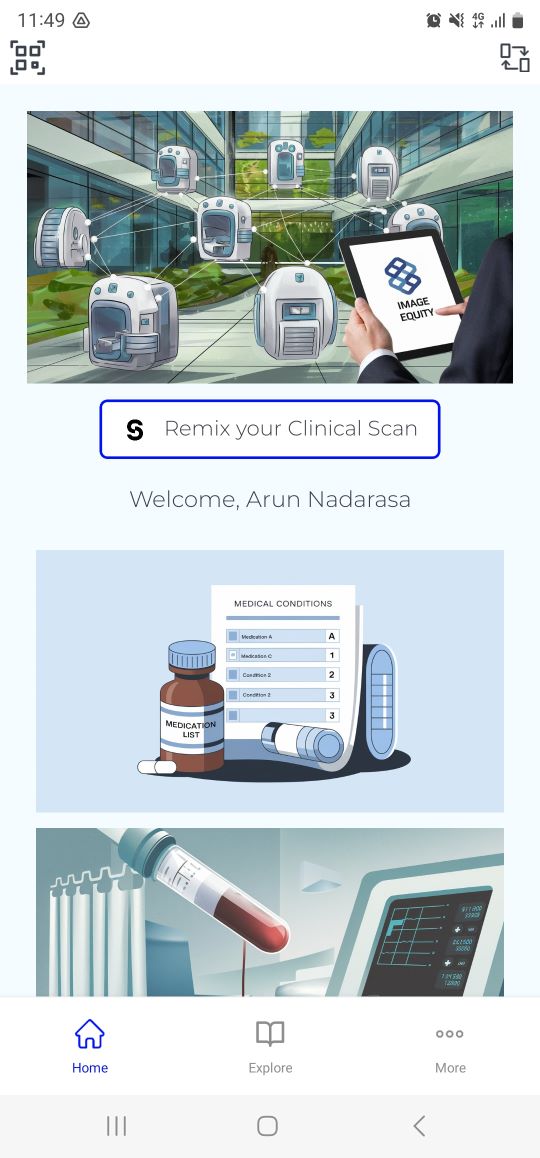 11:49
4G
IMAGE
EQUITY
Remix your Clinical Scan
Welcome, Arun Nadarasa
MEDICAL CONDITIONS
Medication A A
Medication C 1
Condition 2 2
Condition 2 3
3
MEDICATION
LIST
Home
Explore
More